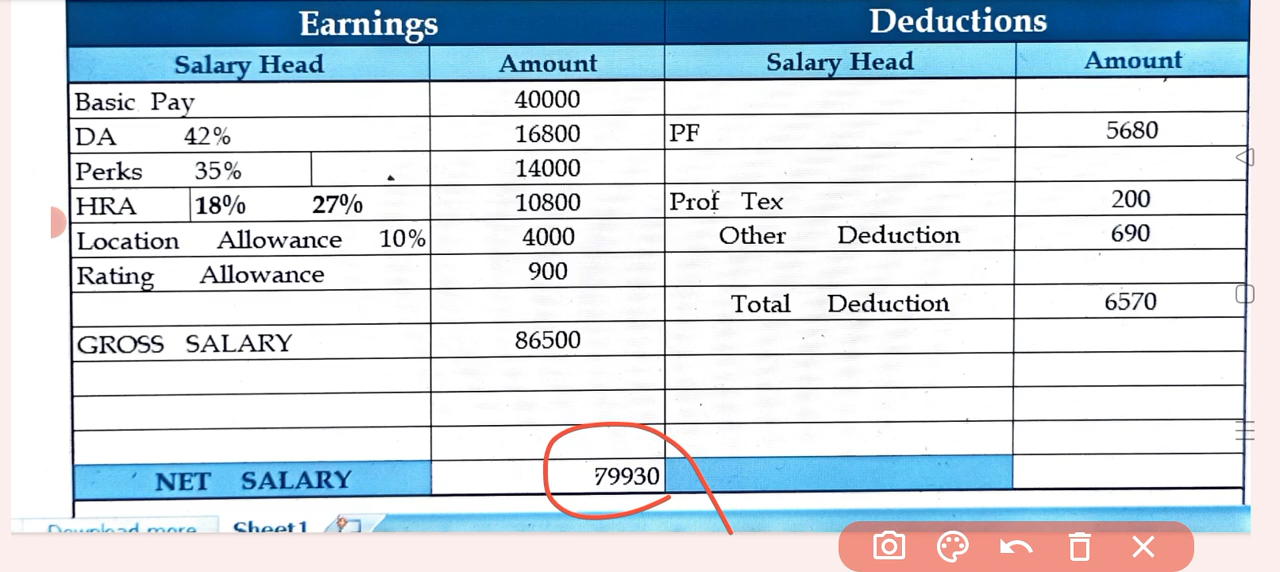 Earnings Deductions
Salary Head Amount Salary Head Amount
Basic Pay 40000
DA 42% 16800 PF 5680
Perks 35% 14000
HRA 18% 27% 10800 Prof Tex 200
Location Allowance 10% 4000 Other Deduction 690
Rating Allowance 900
Total Deduction 6570
GROSS SALARY 86500
NET SALARY 79930
Download more Sheet1